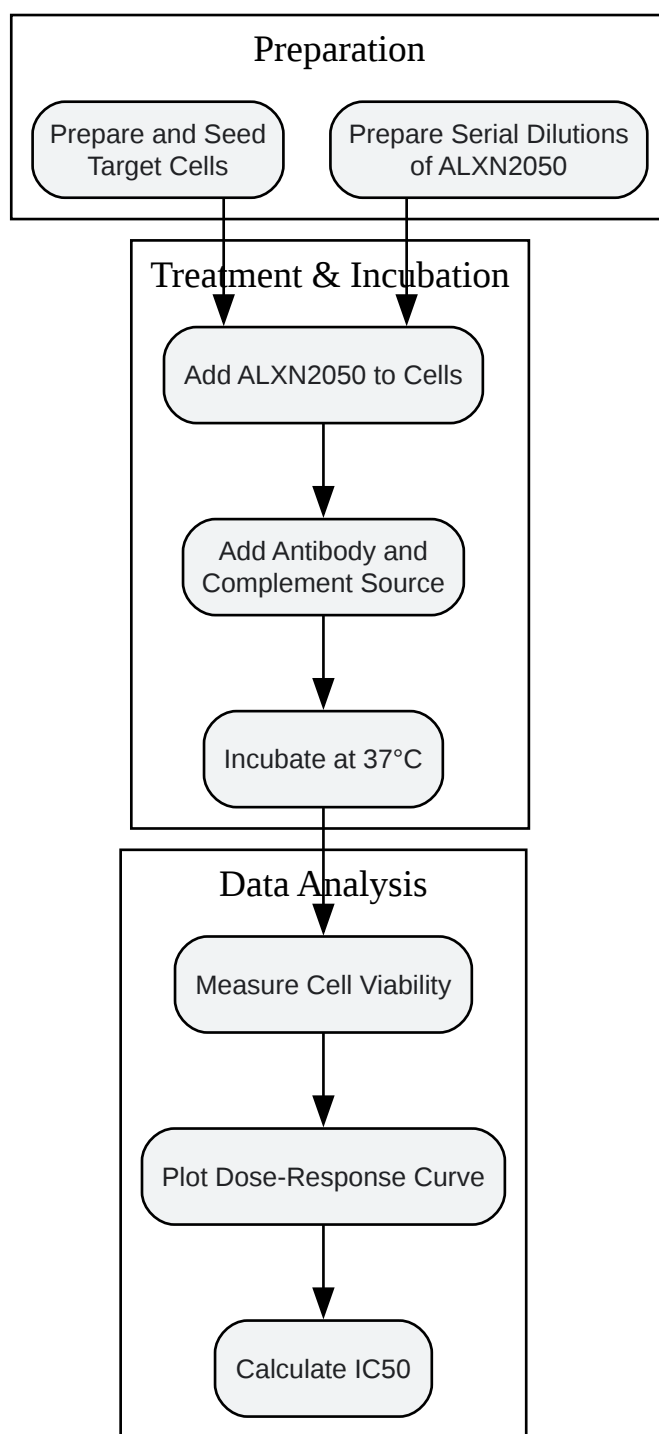 Preparation
Prepare and Seed
Target Cells
Prepare Serial Dilutions
of ALXN2050
Treatment & Incubation
Add ALXN2050 to Cells
Add Antibody and
Complement Source
Incubate at 37°C
Data Analysis
Measure Cell Viability
Plot Dose-Response Curve
Calculate IC50